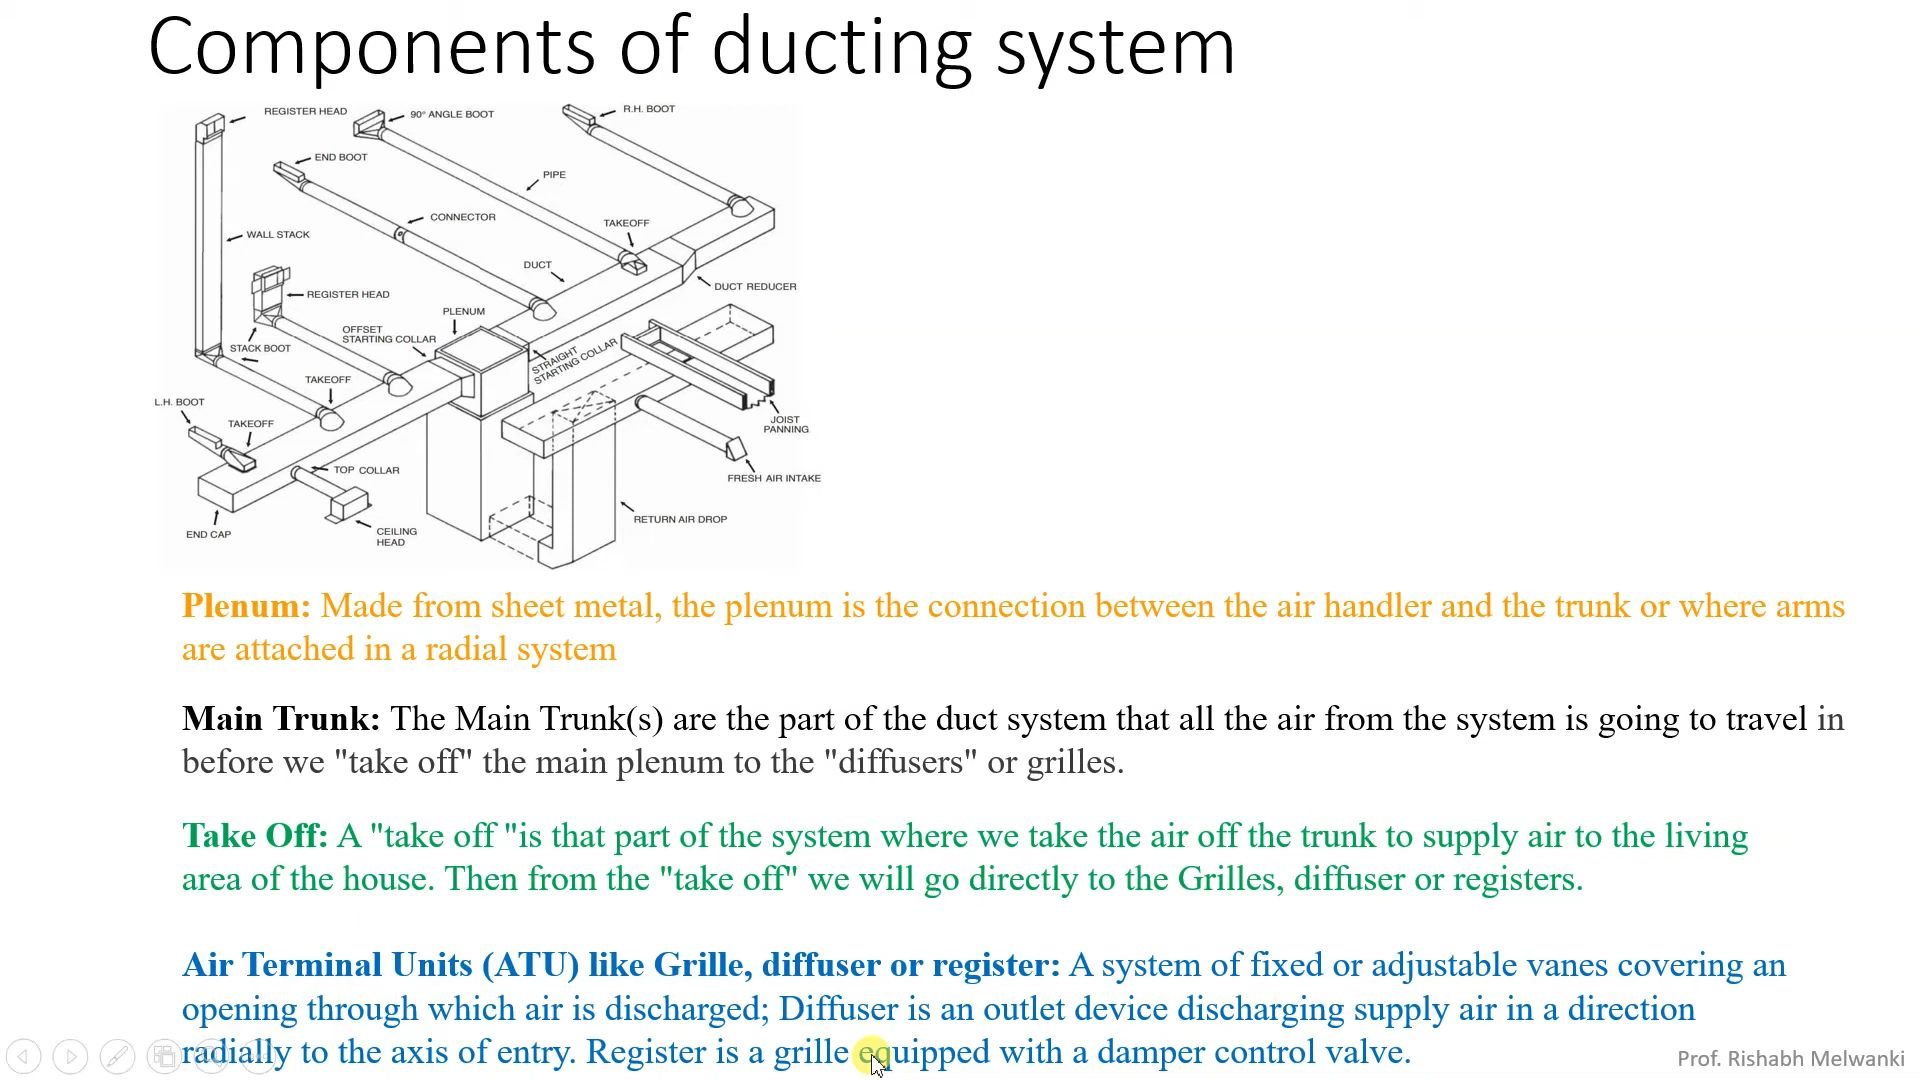 Components of ducting system
REGISTER HEAD
90° ANGLE BOOT
R.H. BOOT
END BOOT
PIPE
CONNECTOR
TAKEOFF
WALL STACK
DUCT
DUCT REDUCER
REGISTER HEAD
PLENUM
OFFSET
STARTING COLLAR
STRAIGHT
STARTING COLLAR
STACK BOOT
TAKEOFF
L.H. BOOT
TAKEOFF
JOIST
PANNING
TOP COLLAR
FRESH AIR INTAKE
RETURN AIR DROP
END CAP
CEILING
HEAD
Plenum: Made from sheet metal, the plenum is the connection between the air handler and the trunk or where arms
are attached in a radial system
Main Trunk: The Main Trunk(s) are the part of the duct system that all the air from the system is going to travel in
before we "take off" the main plenum to the "diffusers" or grilles.
Take Off: A "take off "is that part of the system where we take the air off the trunk to supply air to the living
area of the house. Then from the "take off" we will go directly to the Grilles, diffuser or registers.
Air Terminal Units (ATU) like Grille, diffuser or register: A system of fixed or adjustable vanes covering an
opening through which air is discharged; Diffuser is an outlet device discharging supply air in a direction
radially to the axis of entry. Register is a grille equipped with a damper control valve.
Prof. Rishabh Melwanki